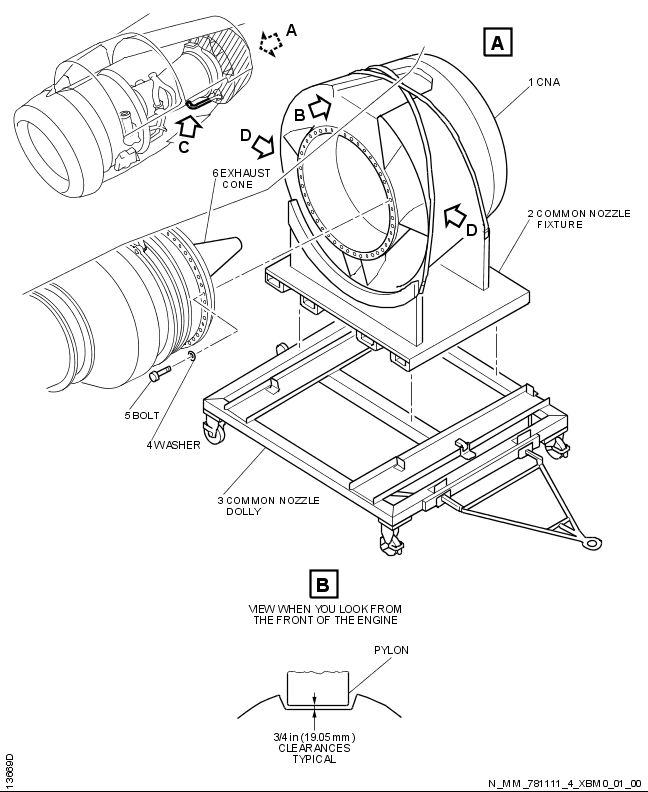 A
A
1 CNA
B
D
C
6 EXHAUST
CONE
D
2 COMMON NOZZLE
FIXTURE
5 BOLT
4 WASHER
3 COMMON NOZZLE
DOLLY
B
VIEW WHEN YOU LOOK FROM
THE FRONT OF THE ENGINE
PYLON
3/4 in (19.05 mm)
CLEARANCES
TYPICAL
13669D
N_MM_781111_4_XBM0_01_00